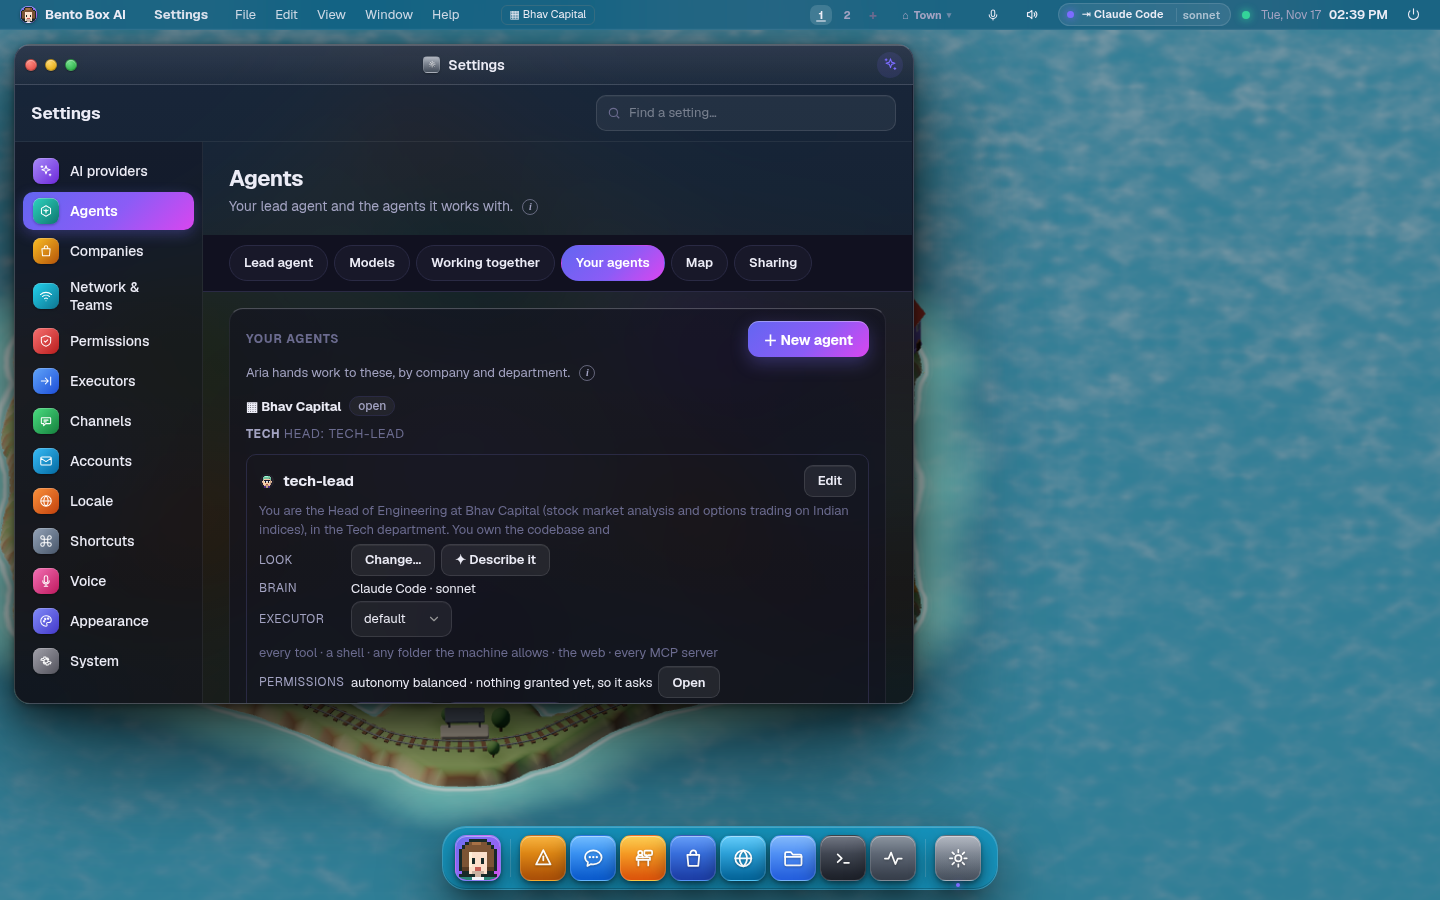 Bento Box AI Settings File Edit View Window Help Bhav Capital 1 2 + Town Claude Code sonnet Tue, Nov 17 02:39 PM
Settings
Settings
Find a setting...
AI providers
Agents
Companies
Network &
Teams
Permissions
Executors
Channels
Accounts
Locale
Shortcuts
Voice
Appearance
System
Agents
Your lead agent and the agents it works with. i
Lead agent Models Working together Your agents Map Sharing
YOUR AGENTS
+ New agent
Aria hands work to these, by company and department. i
Bhav Capital open
TECH HEAD: TECH-LEAD
tech-lead
Edit
You are the Head of Engineering at Bhav Capital (stock market analysis and options trading on Indian
indices), in the Tech department. You own the codebase and
LOOK Change... ✦ Describe it
BRAIN Claude Code · sonnet
EXECUTOR default
every tool · a shell · any folder the machine allows · the web · every MCP server
PERMISSIONS autonomy balanced · nothing granted yet, so it asks Open